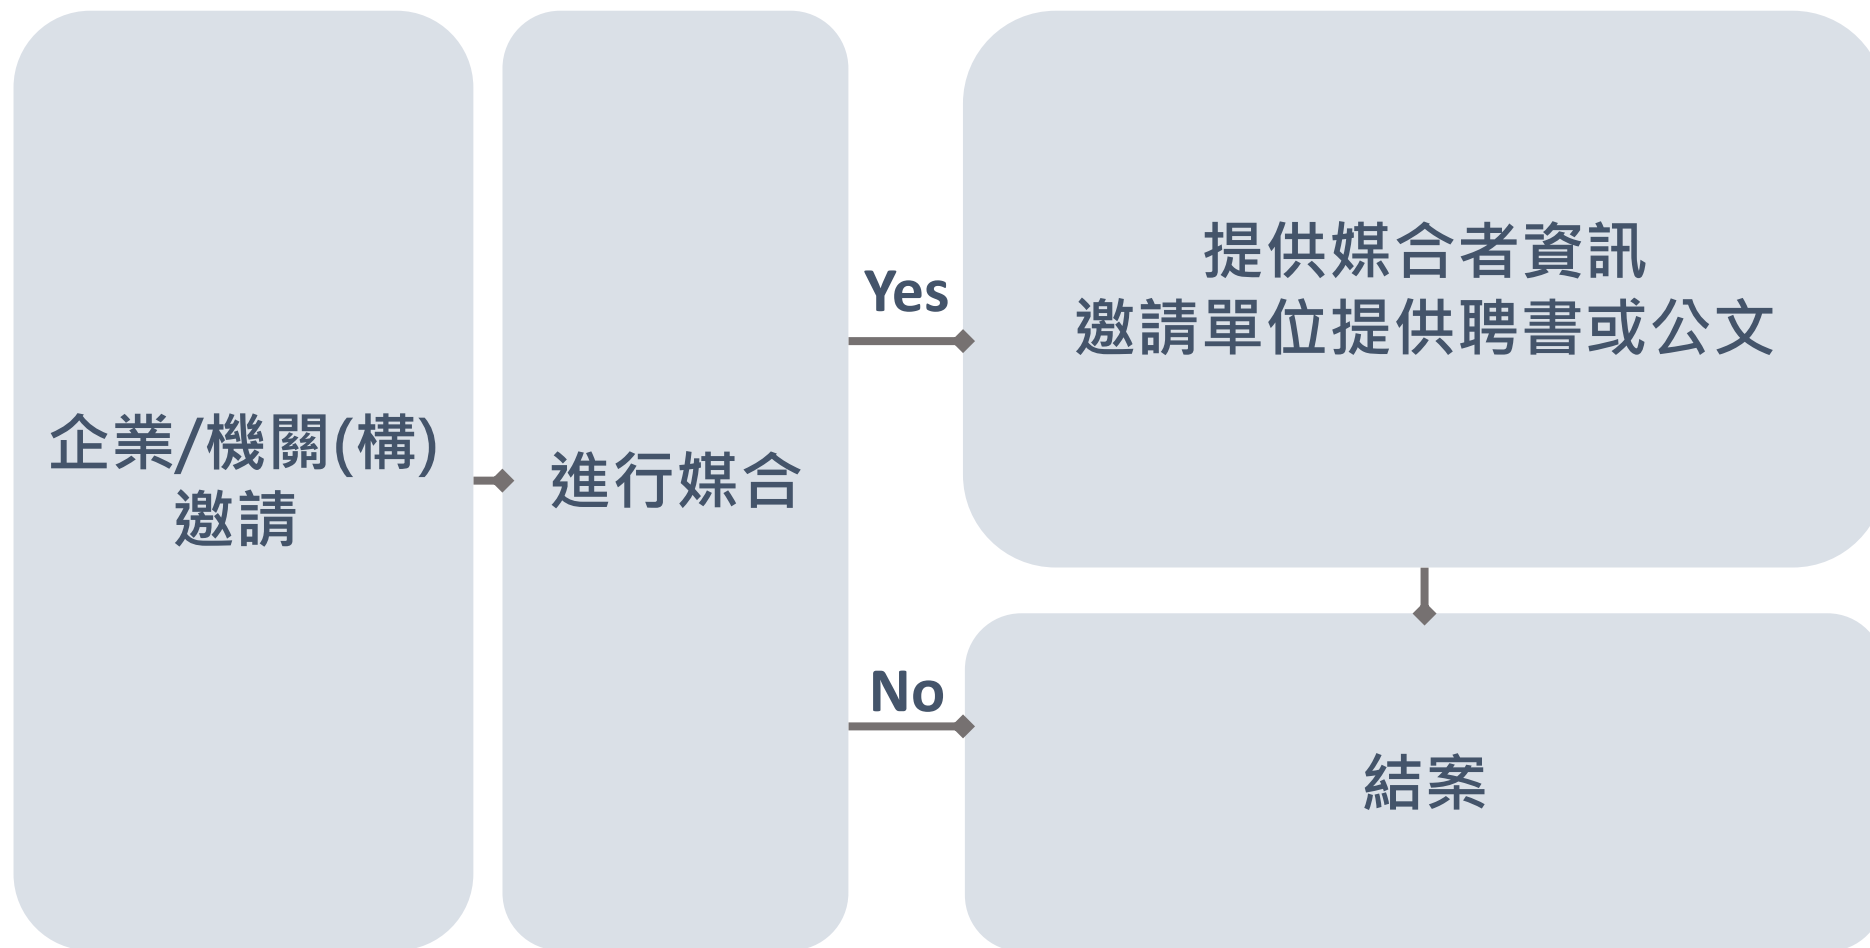 企業/機關(構)
邀請
進行媒合
Yes
提供媒合者資訊
邀請單位提供聘書或公文
No
結案